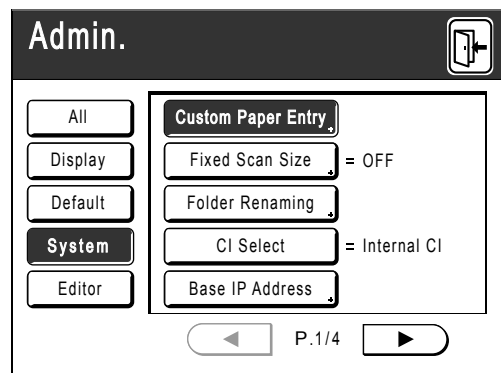 Admin.
All
Custom Paper Entry
Display
Fixed Scan Size = OFF
Default
Folder Renaming
System
CI Select = Internal CI
Editor
Base IP Address
P.1/4